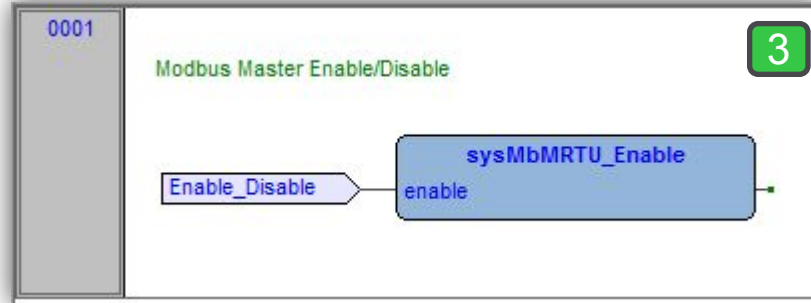 0001
3
Modbus Master Enable/Disable
sysMbMRTU_Enable
Enable_Disable
enable